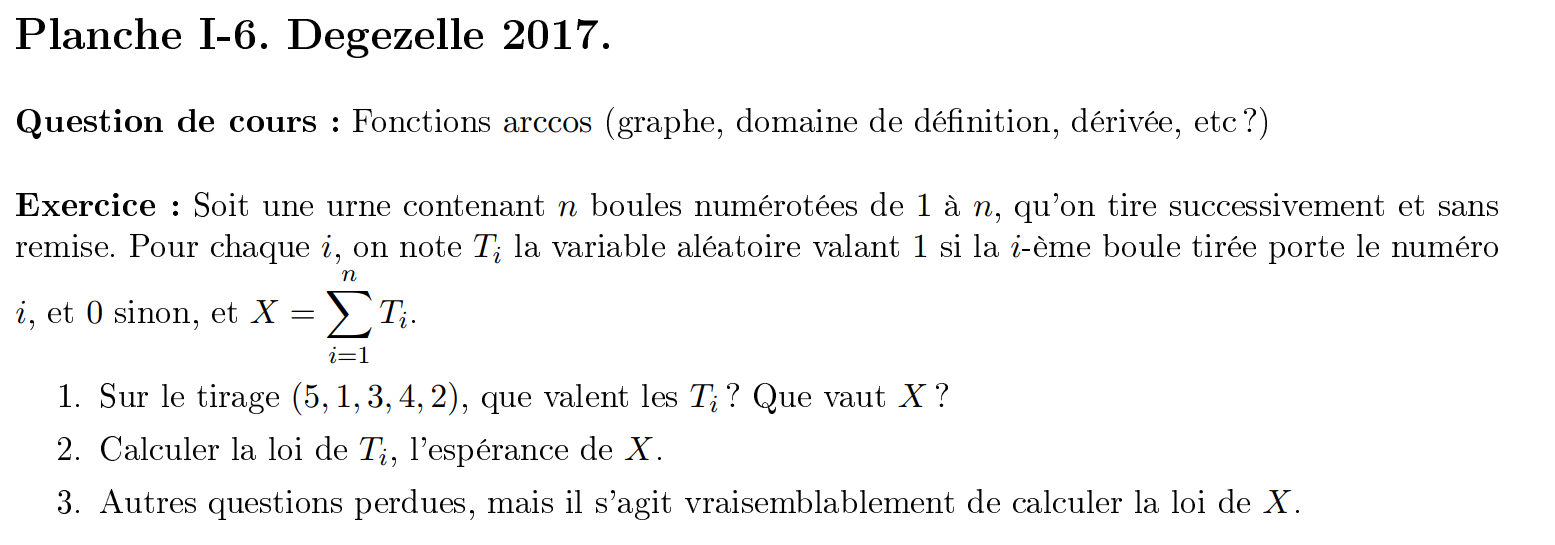 Planche I-6. Degezelle 2017.
Question de cours : Fonctions arccos (graphe, domaine de définition, dérivée, etc ?)
Exercice : Soit une urne contenant n boules numérotées de 1 à n, qu'on tire successivement et sans
remise. Pour chaque i, on note T_i la variable aléatoire valant 1 si la i-ème boule tirée porte le numéro
i, et 0 sinon, et X = \sum_{i=1}^{n} T_i.
1. Sur le tirage (5, 1, 3, 4, 2), que valent les T_i ? Que vaut X ?
2. Calculer la loi de T_i, l'espérance de X.
3. Autres questions perdues, mais il s'agit vraisemblablement de calculer la loi de X.